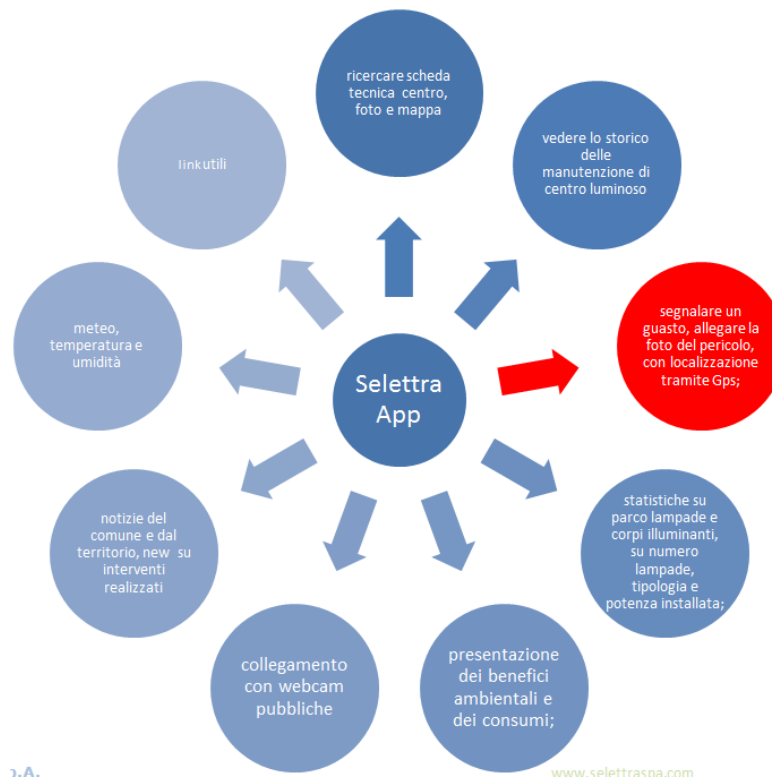 ricercare scheda
tecnica centro,
foto e mappa
vedere lo storico
delle
manutenzione di
centro luminoso
segnalare un
guasto, allegare la
foto del pericolo,
con localizzazione
tramite Gps;
statistiche su
parco lampade e
corpi illuminanti,
su numero
lampade,
tipologia e
potenza installata;
presentazione
dei benefici
ambientali e
dei consumi;
collegamento
con webcam
pubbliche
notizie del
comune e dal
territorio, new su
interventi
realizzati
meteo,
temperatura e
umidità
link utili
Selettra
App
p.A.
www.selettraspa.com